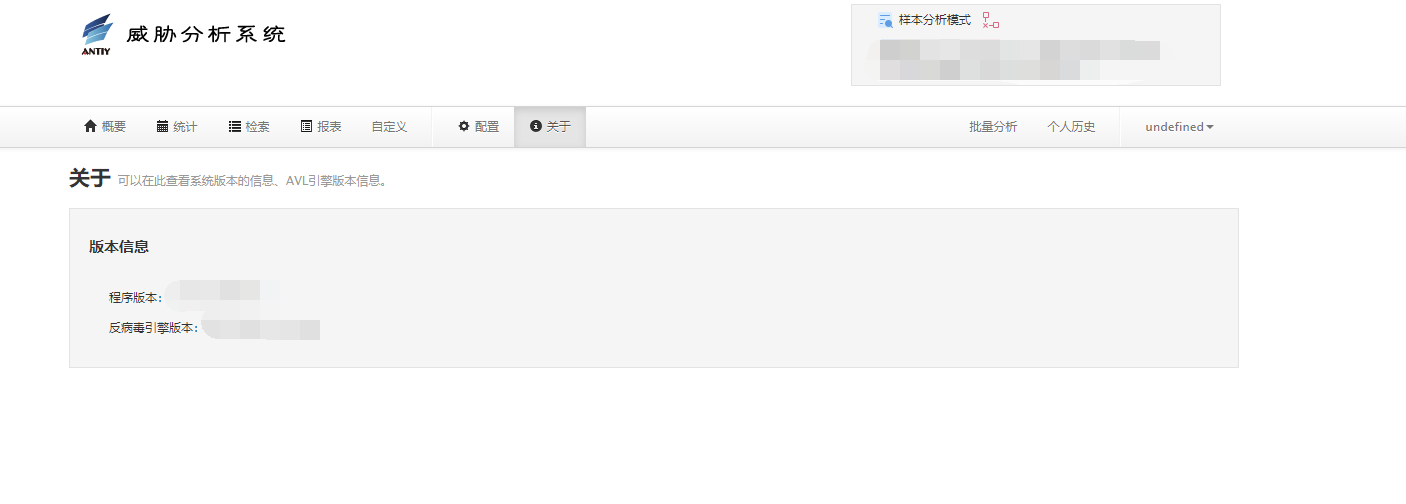 ANTIY 威胁分析系统
样本分析模式
概要 统计 检索 报表 自定义 配置 关于 批量分析 个人历史 undefined
关于 可以在此查看系统版本的信息、AVL引擎版本信息。
版本信息
程序版本：
反病毒引擎版本：